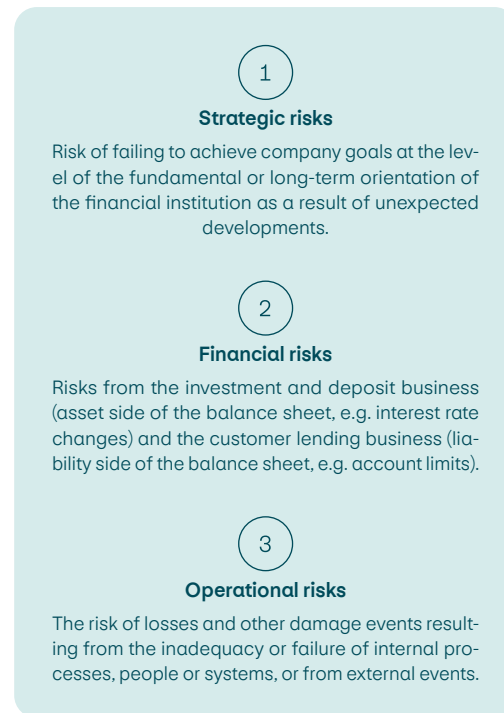 1
Strategic risks
Risk of failing to achieve company goals at the lev-
el of the fundamental or long-term orientation of
the financial institution as a result of unexpected
developments.
2
Financial risks
Risks from the investment and deposit business
(asset side of the balance sheet, e.g. interest rate
changes) and the customer lending business (lia-
bility side of the balance sheet, e.g. account limits).
3
Operational risks
The risk of losses and other damage events result-
ing from the inadequacy or failure of internal pro-
cesses, people or systems, or from external events.